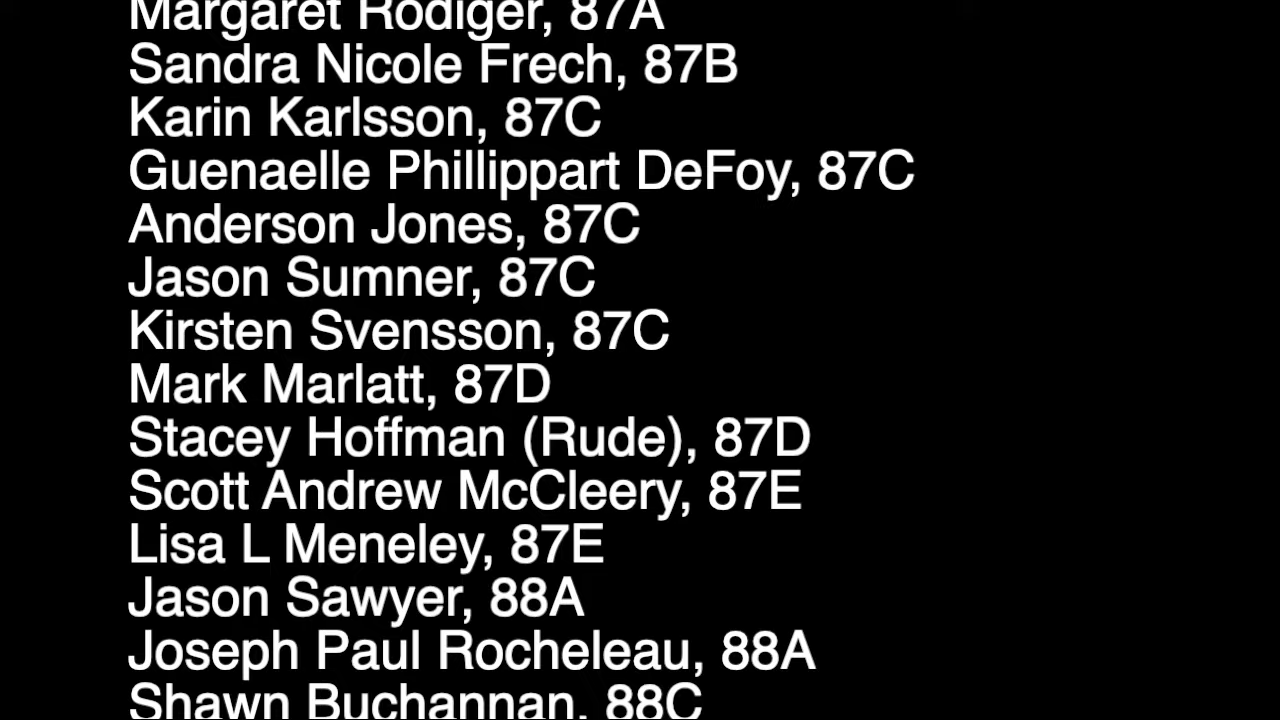 Margaret Rodiger, 87A
Sandra Nicole Frech, 87B
Karin Karlsson, 87C
Guenaelle Phillippart DeFoy, 87C
Anderson Jones, 87C
Jason Sumner, 87C
Kirsten Svensson, 87C
Mark Marlatt, 87D
Stacey Hoffman (Rude), 87D
Scott Andrew McCleery, 87E
Lisa L Meneley, 87E
Jason Sawyer, 88A
Joseph Paul Rocheleau, 88A
Shawn Buchannan, 88C